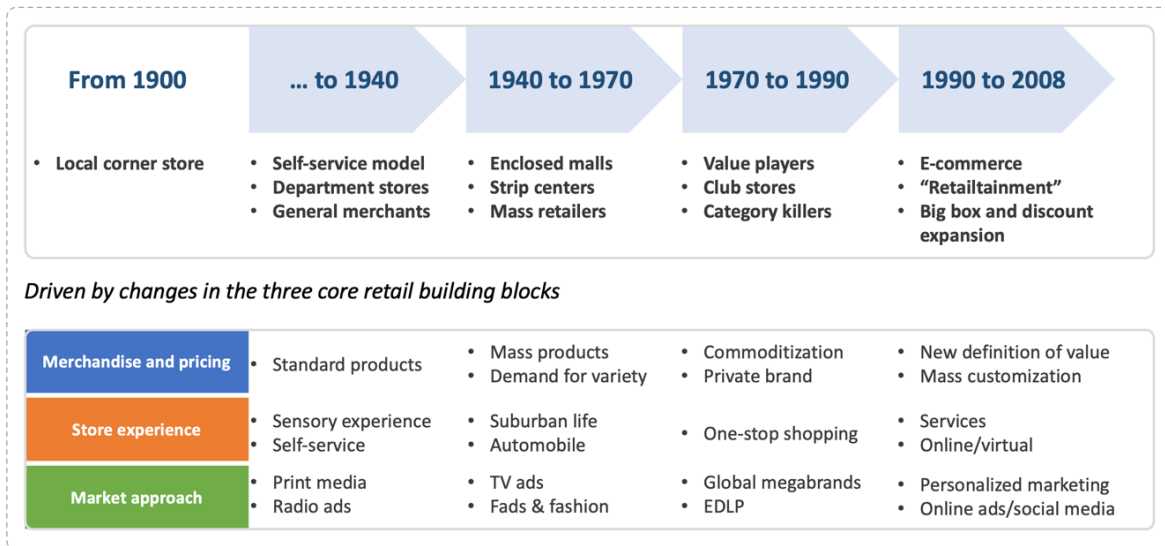 From 1900
... to 1940
1940 to 1970
1970 to 1990
1990 to 2008
• Local corner store
• Self-service model
• Department stores
• General merchants
• Enclosed malls
• Strip centers
• Mass retailers
• Value players
• Club stores
• Category killers
• E-commerce
• “Retailtainment”
• Big box and discount
expansion
Driven by changes in the three core retail building blocks
Merchandise and pricing
• Standard products
• Mass products
• Demand for variety
• Commoditization
• Private brand
• New definition of value
• Mass customization
Store experience
• Sensory experience
• Self-service
• Suburban life
• Automobile
• One-stop shopping
• Services
• Online/virtual
Market approach
• Print media
• Radio ads
• TV ads
• Fads & fashion
• Global megabrands
• EDLP
• Personalized marketing
• Online ads/social media